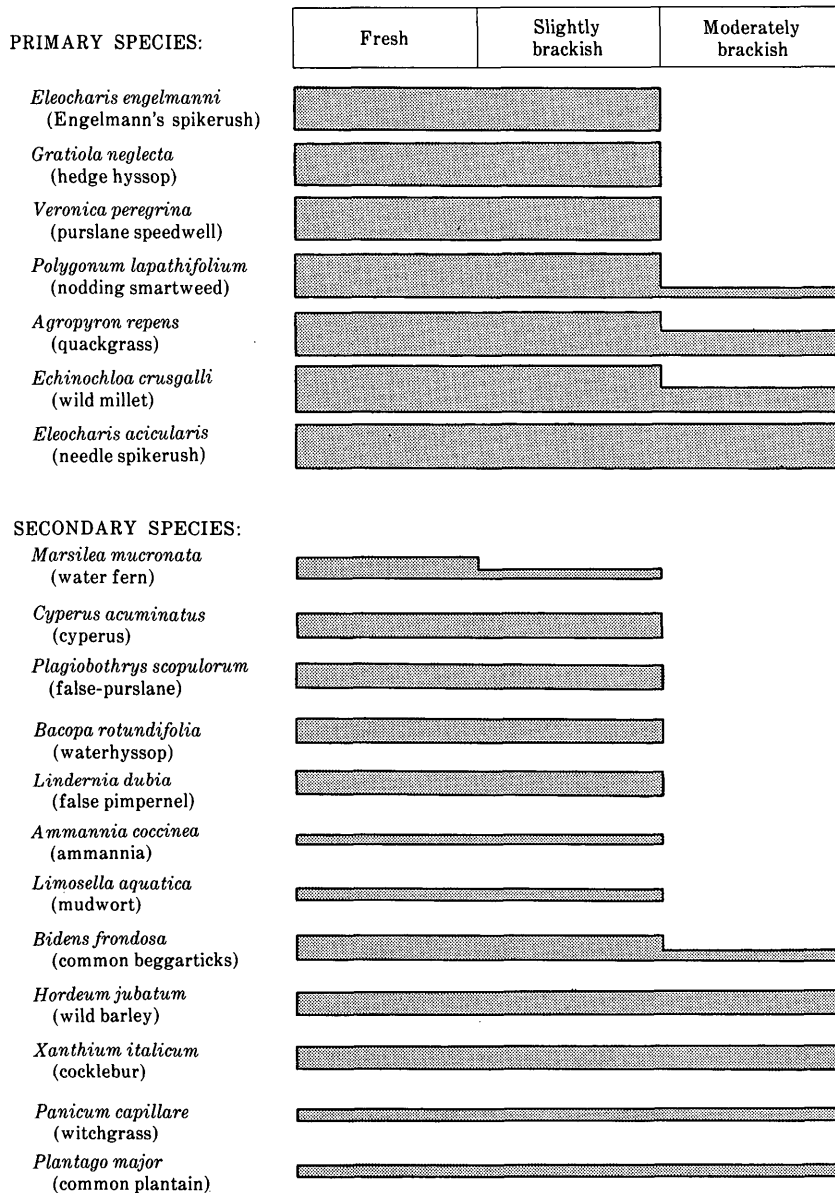 PRIMARY SPECIES:
Fresh
Slightly
brackish
Moderately
brackish
Eleocharis engelmanni
(Engelmann's spikerush)
Gratiola neglecta
(hedge hyssop)
Veronica peregrina
(purslane speedwell)
Polygonum lapathifolium
(nodding smartweed)
Agropyron repens
(quackgrass)
Echinochloa crusgalli
(wild millet)
Eleocharis acicularis
(needle spikerush)
SECONDARY SPECIES:
Marsilea mucronata
(water fern)
Cyperus acuminatus
(cyperus)
Plagiobothrys scopulorum
(false-purslane)
Bacopa rotundifolia
(waterhyssop)
Lindernia dubia
(false pimpernel)
Ammannia coccinea
(ammannia)
Limosella aquatica
(mudwort)
Bidens frondosa
(common beggarticks)
Hordeum jubatum
(wild barley)
Xanthium italicum
(cocklebur)
Panicum capillare
(witchgrass)
Plantago major
(common plantain)